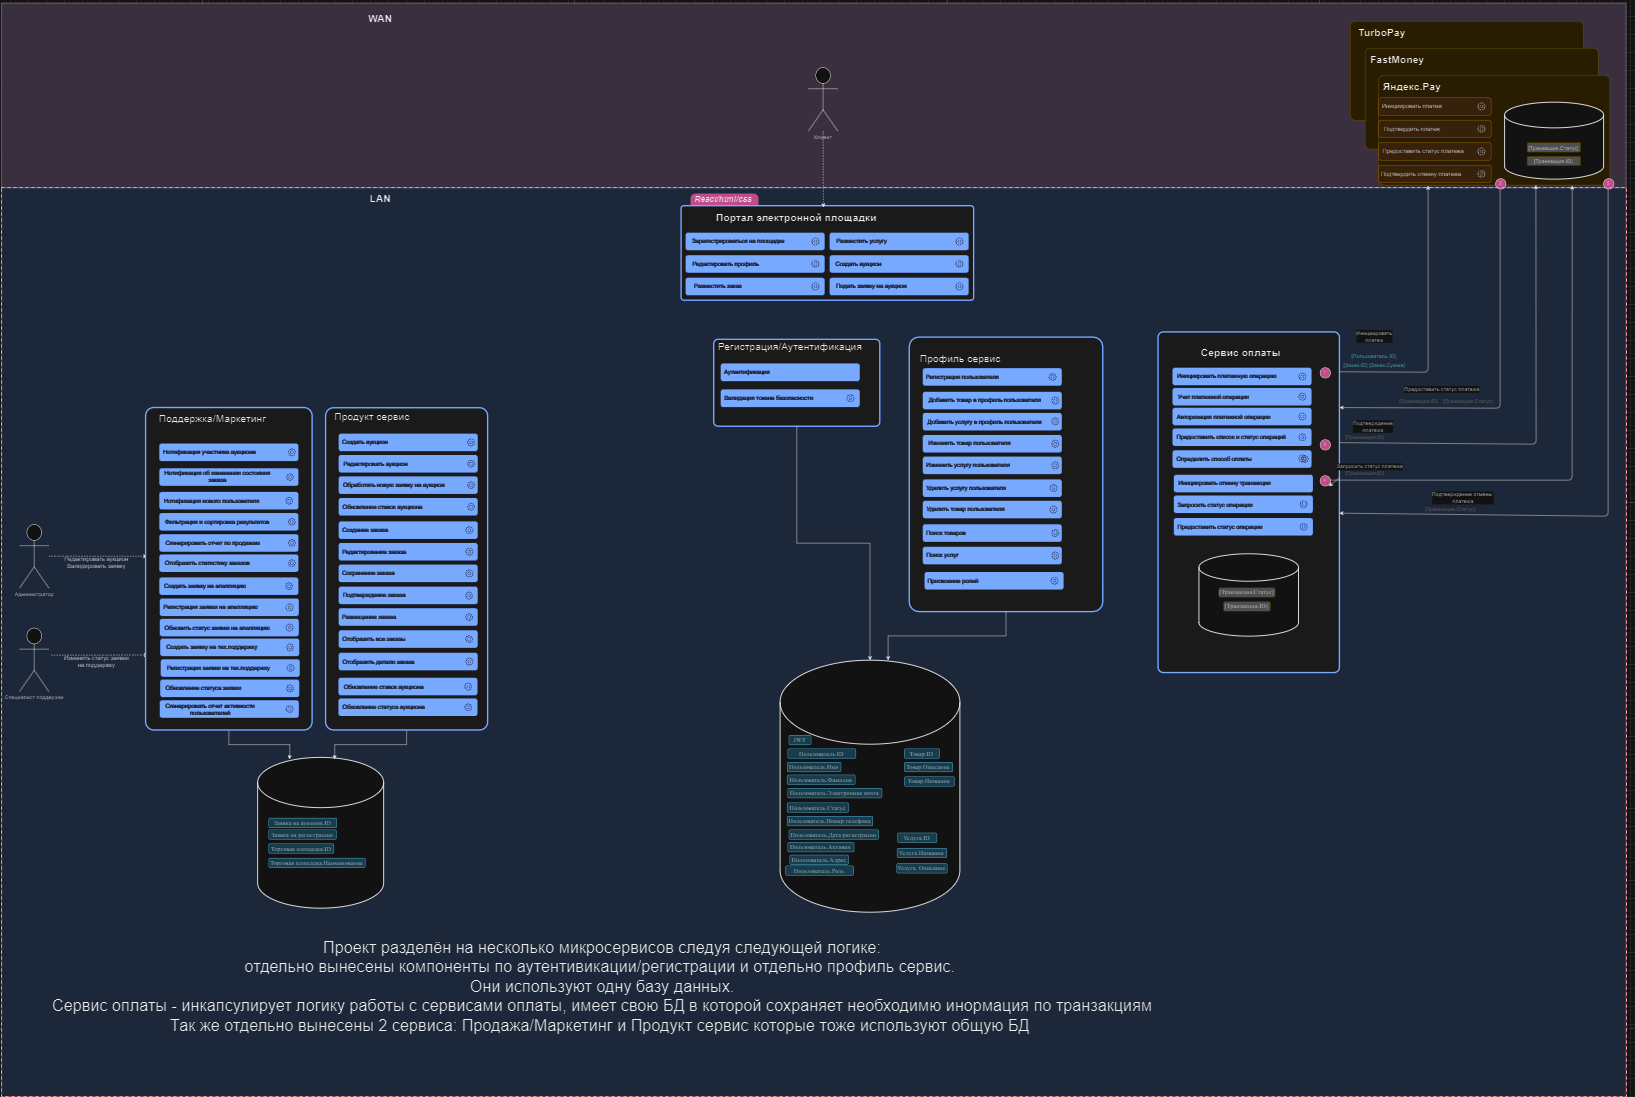 WAN
TurboPay
FastMoney
Яндекс.Pay
Инициировать платеж
Подтвердить платеж
Предоставить статус платежа
Подтвердить отмену платежа
[Транзакция.Статус]
[Транзакция.ID]
Клиент
LAN
React/html/css
Портал электронной площадки
Зарегистрироваться на площадке
Разместить услугу
Редактировать профиль
Создать аукцион
Разместить заказ
Подать заявку на аукцион
Регистрация/Аутентификация
Аутентификация
Валидация токена безопасности
Профиль сервис
Регистрация пользователя
Добавить товар в профиль пользователя
Добавить услугу в профиль пользователя
Изменить товар пользователя
Изменить услугу пользователя
Удалить услугу пользователя
Удалить товар пользователя
Поиск товаров
Поиск услуг
Присвоение ролей
Сервис оплаты
Инициировать платежную операцию
Учет платежной операции
Авторизация платежной операции
Предоставить список и статус операций
Определить способ оплаты
Инициировать отмену транзакции
Запросить статус операции
Предоставить статус операции
[Транзакция.Статус]
[Транзакция.ID]
Инициировать
платеж
[Пользователь.ID]
[Заказ.ID] [Заказ.Сумма]
Предоставить статус платежа
[Транзакция.ID] [Транзакция.Статус]
Подтверждение
платежа
[Транзакция.ID]
Запросить статус платежа
[Транзакция.ID]
Подтверждение отмены
платежа
[Транзакция.Статус]
Поддержка/Маркетинг
Нотификация участника аукциона
Нотификация об изменении состояния
заказа
Нотификация нового пользователя
Фильтрация и сортировка результатов
Сгенерировать отчет по продажам
Отобразить статистику заказов
Создать заявку на апелляцию
Регистрация заявки на апелляцию
Обновить статус заявки на апелляцию
Создать заявку на тех.поддержку
Регистрация заявки на тех.поддержку
Обновление статуса заявки
Сгенерировать отчет активности
пользователей
Продукт сервис
Создать аукцион
Редактировать аукцион
Обработать новую заявку на аукцион
Обновление ставок аукциона
Создание заказа
Редактирование заказа
Сохранение заказа
Подтверждение заказа
Размещение заказа
Отобразить все заказы
Отобразить детали заказа
Обновление ставок аукциона
Обновление статуса аукциона
Редактировать аукцион
Валидировать заявку
Администратор
Изменить статус заявки
на поддержку
Специалист поддержки
Заявка на аукцион.ID
Заявка на регистрацию
Торговая площадка.ID
Торговая площадка.Наименование
JWT
Пользователь.ID
Пользователь.Имя
Пользователь.Фамилия
Пользователь.Электронная почта
Пользователь.Статус
Пользователь.Номер телефона
Пользователь.Дата регистрации
Пользователь.Активен
Пользователь.Адрес
Пользователь.Роль
Товар.ID
Товар.Описание
Товар.Название
Услуга.ID
Услуга.Название
Услуга. Описание
Проект разделён на несколько микросервисов следуя следующей логике:
отдельно вынесены компоненты по аутентивикации/регистрации и отдельно профиль сервис.
Они используют одну базу данных.
Сервис оплаты - инкапсулирует логику работы с сервисами оплаты, имеет свою БД в которой сохраняет необходимю инормация по транзакциям
Так же отдельно вынесены 2 сервиса: Продажа/Маркетинг и Продукт сервис которые тоже используют общую БД